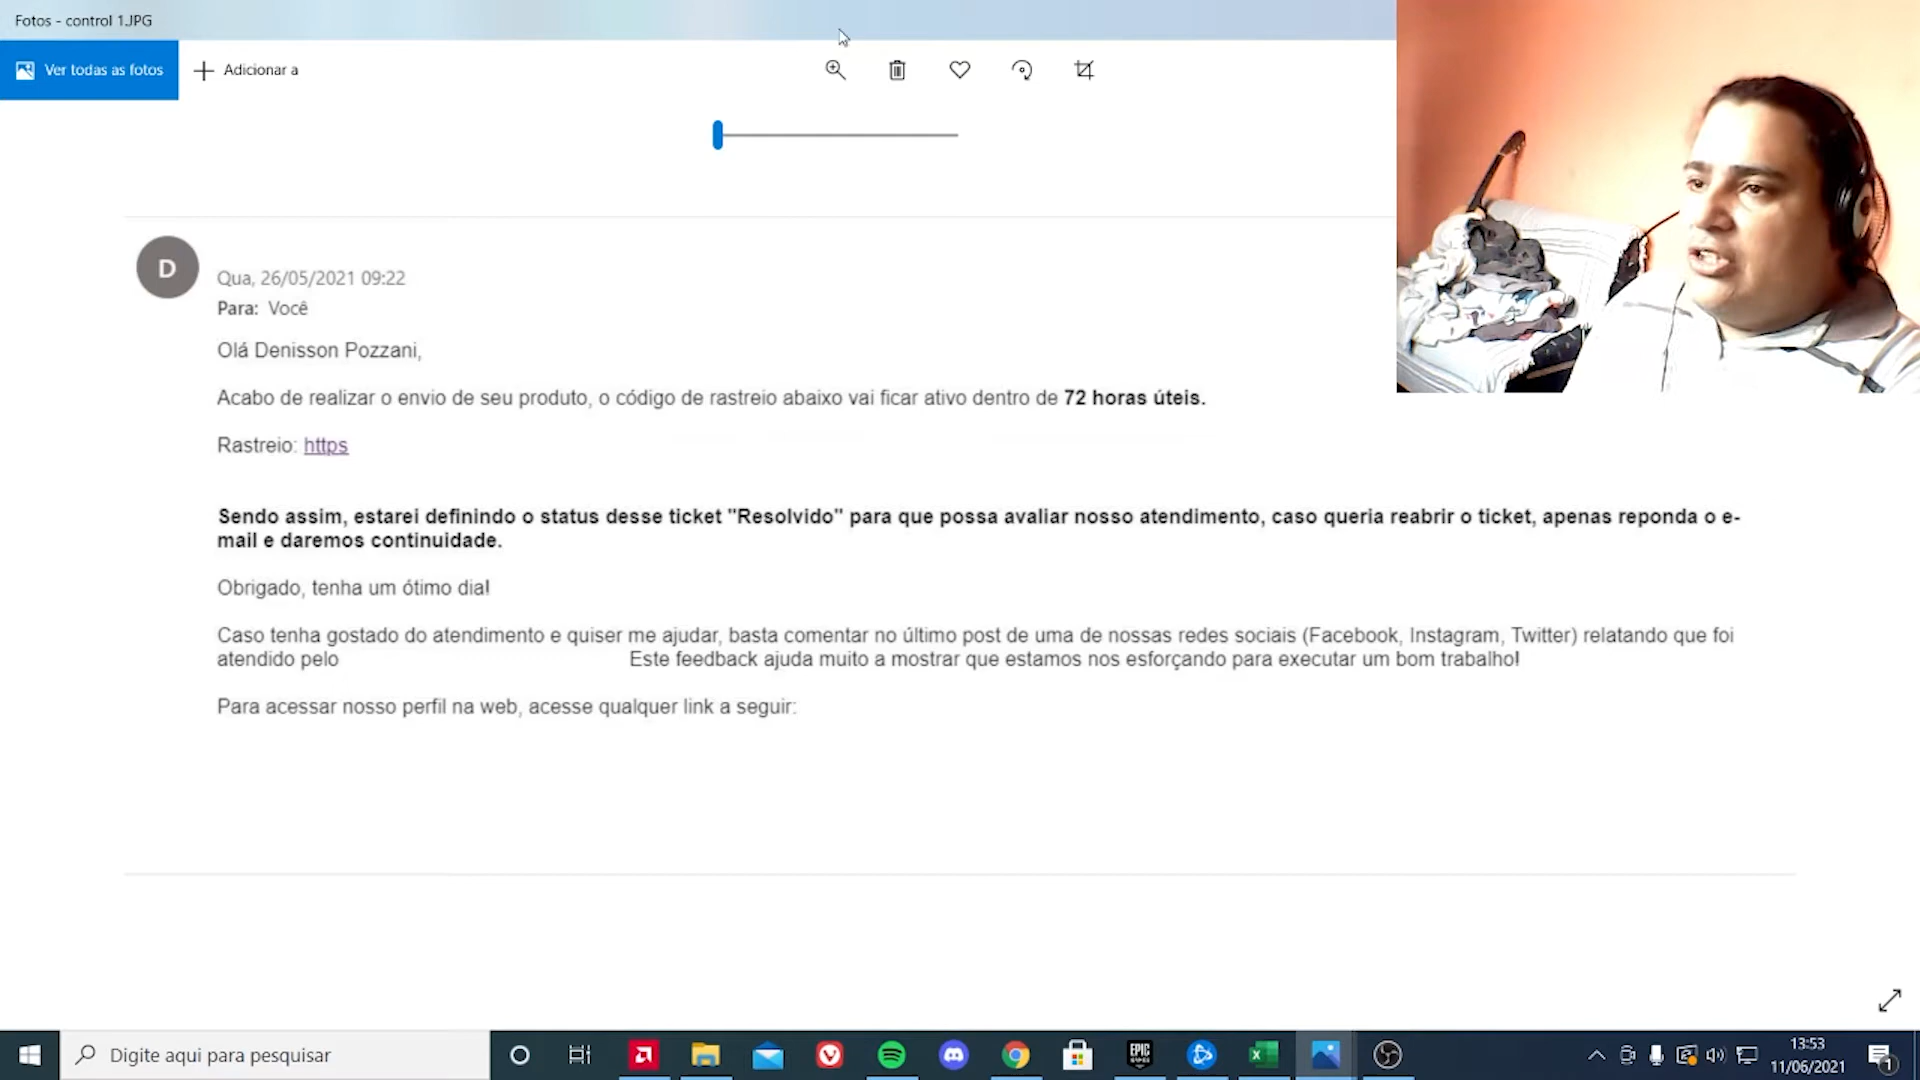 Fotos - control 1.JPG
Ver todas as fotos
Adicionar a
D
Qua, 26/05/2021 09:22
Para: Você
Olá Denisson Pozzani,
Acabo de realizar o envio de seu produto, o código de rastreio abaixo vai ficar ativo dentro de 72 horas úteis.
Rastreio: https
Sendo assim, estarei definindo o status desse ticket "Resolvido" para que possa avaliar nosso atendimento, caso queria reabrir o ticket, apenas reponda o e-
mail e daremos continuidade.
Obrigado, tenha um ótimo dia!
Caso tenha gostado do atendimento e quiser me ajudar, basta comentar no último post de uma de nossas redes sociais (Facebook, Instagram, Twitter) relatando que foi
atendido pelo Este feedback ajuda muito a mostrar que estamos nos esforçando para executar um bom trabalho!
Para acessar nosso perfil na web, acesse qualquer link a seguir:
Digite aqui para pesquisar
EPIC
GAMES
13:53
11/06/2021
1